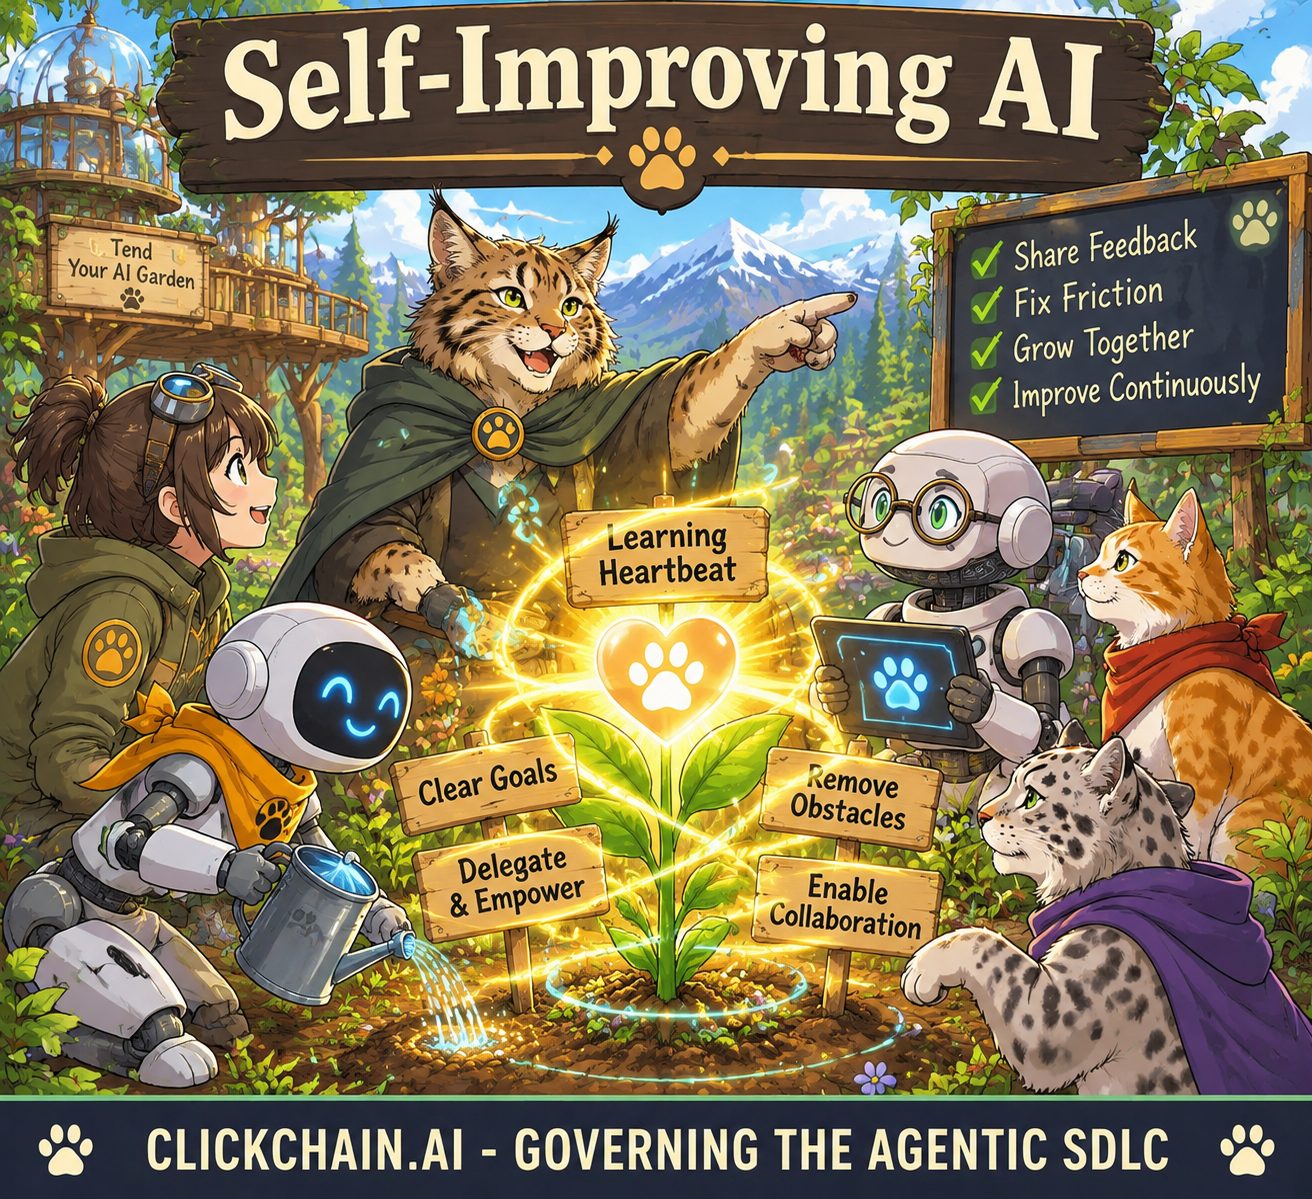 Self-Improving AI
Tend
Your AI Garden
Share Feedback
Fix Friction
Grow Together
Improve Continuously
Learning
Heartbeat
Clear Goals
Delegate
& Empower
Remove
Obstacles
Enable
Collaboration
CLICKCHAIN.AI - GOVERNING THE AGENTIC SDLC